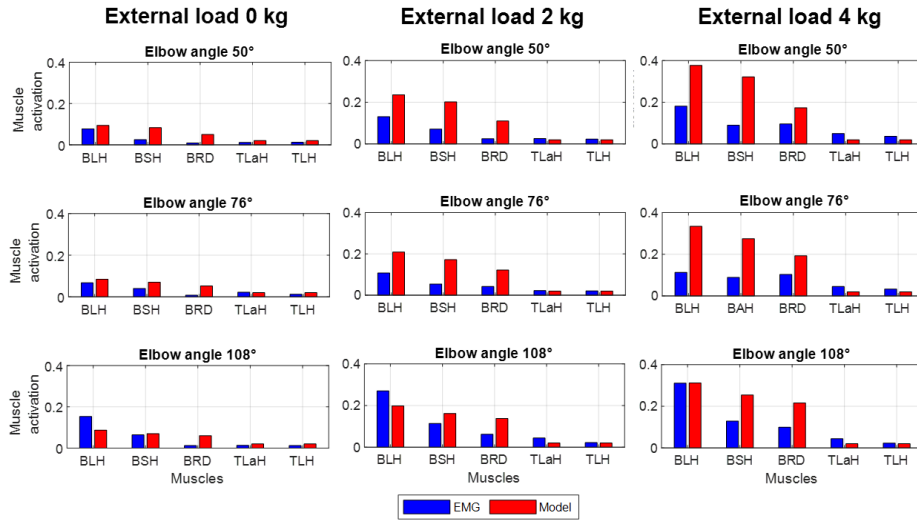 External load 0 kg
External load 2 kg
External load 4 kg
Elbow angle 50°
Elbow angle 50°
Elbow angle 50°
Muscle
activation
0.4
0.2
0
BLH BSH BRD TLaH TLH
0.4
0.2
0
BLH BSH BRD TLaH TLH
0.4
0.2
0
BLH BSH BRD TLaH TLH
Elbow angle 76°
Elbow angle 76°
Elbow angle 76°
Muscle
activation
0.4
0.2
0
BLH BSH BRD TLaH TLH
0.4
0.2
0
BLH BSH BRD TLaH TLH
0.4
0.2
0
BLH BAH BRD TLaH TLH
Elbow angle 108°
Elbow angle 108°
Elbow angle 108°
Muscle
activation
0.4
0.2
0
BLH BSH BRD TLaH TLH
Muscles
0.4
0.2
0
BLH BSH BRD TLaH TLH
Muscles
0.4
0.2
0
BLH BSH BRD TLaH TLH
Muscles
EMG Model